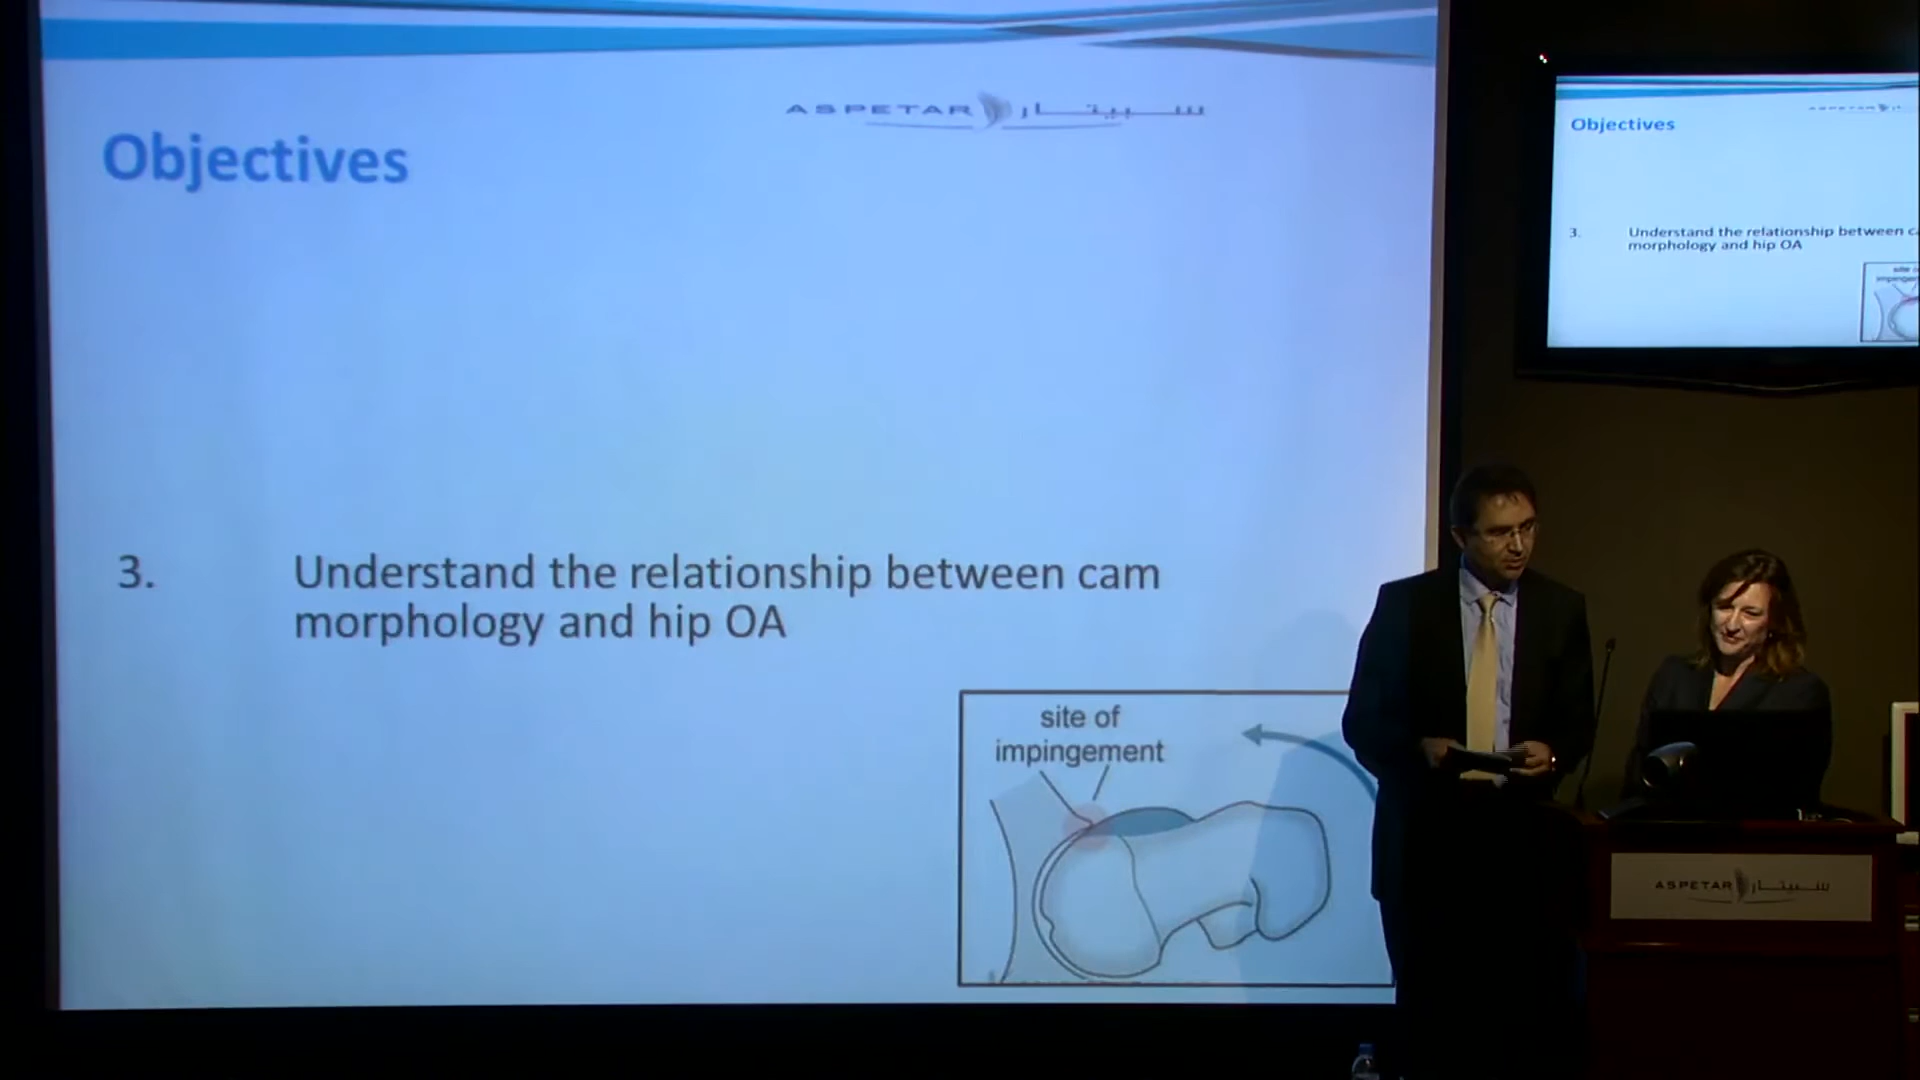 ASPETAR سبيتار
Objectives
3. Understand the relationship between cam
morphology and hip OA
site of
impingement
Objectives
3. Understand the relationship between
morphology and hip OA
site
ASPETAR سبيتار